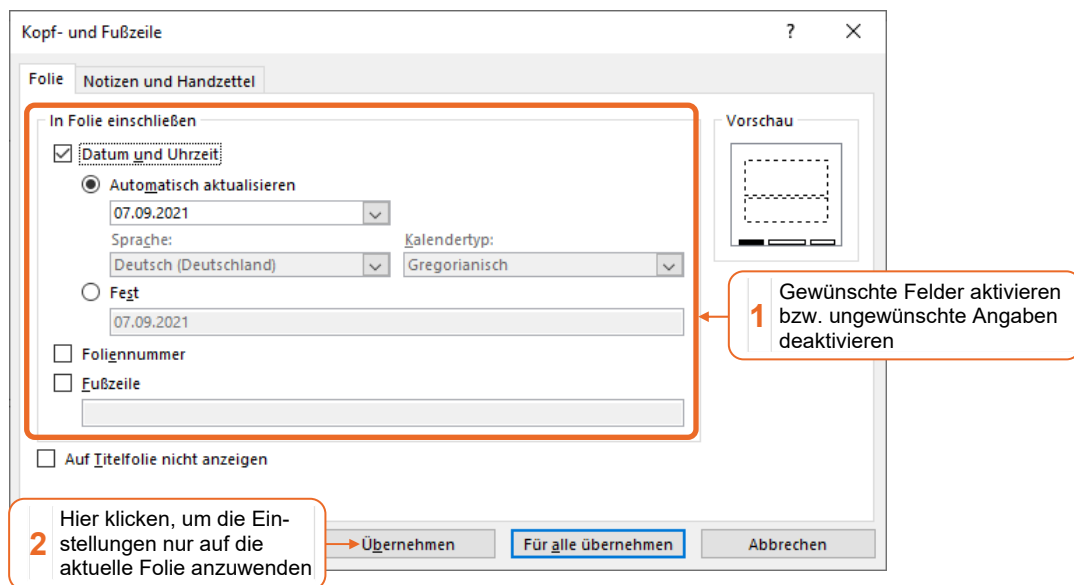 Kopf- und Fußzeile
Folie
Notizen und Handzettel
In Folie einschließen
Datum und Uhrzeit
Automatisch aktualisieren
07.09.2021
Sprache:
Kalendertyp:
Deutsch (Deutschland)
Gregorianisch
Fest
07.09.2021
Foliennummer
Fußzeile
Auf Titelfolie nicht anzeigen
Vorschau
1
Gewünschte Felder aktivieren
bzw. ungewünschte Angaben
deaktivieren
2
Hier klicken, um die Ein-
stellungen nur auf die
aktuelle Folie anzuwenden
Übernehmen
Für alle übernehmen
Abbrechen